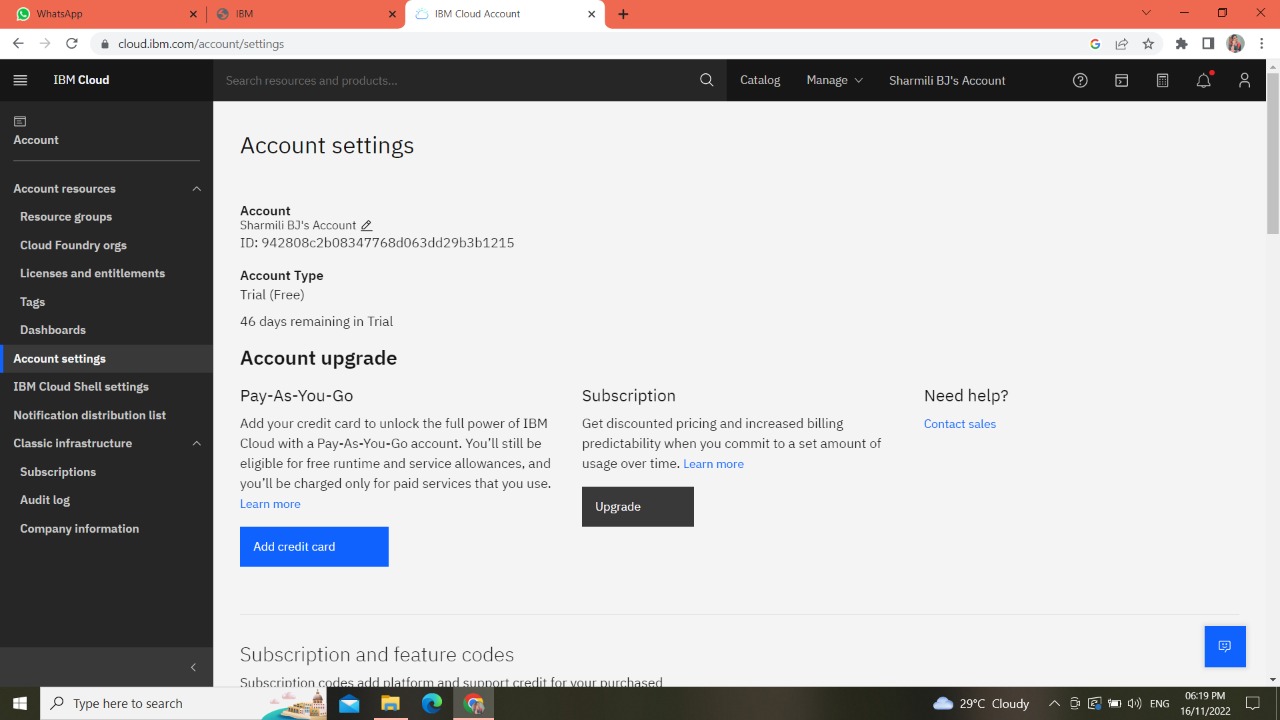 WhatsApp
IBM
IBM Cloud Account
cloud.ibm.com/account/settings
IBM Cloud
Search resources and products...
Catalog
Manage
Sharmili BJ's Account
Account
Account resources
Resource groups
Cloud Foundry orgs
Licenses and entitlements
Tags
Dashboards
Account settings
IBM Cloud Shell settings
Notification distribution list
Classic infrastructure
Subscriptions
Audit log
Company information
Account settings
Account
Sharmili BJ's Account
ID: 942808c2b08347768d063dd29b3b1215
Account Type
Trial (Free)
46 days remaining in Trial
Account upgrade
Pay-As-You-Go
Add your credit card to unlock the full power of IBM
Cloud with a Pay-As-You-Go account. You'll still be
eligible for free runtime and service allowances, and
you'll be charged only for paid services that you use.
Learn more
Add credit card
Subscription
Get discounted pricing and increased billing
predictability when you commit to a set amount of
usage over time. Learn more
Upgrade
Need help?
Contact sales
Subscription and feature codes
Subscription codes add platform and support credit for your purchased
Type here to search
29°C Cloudy
ENG
06:19 PM
16/11/2022